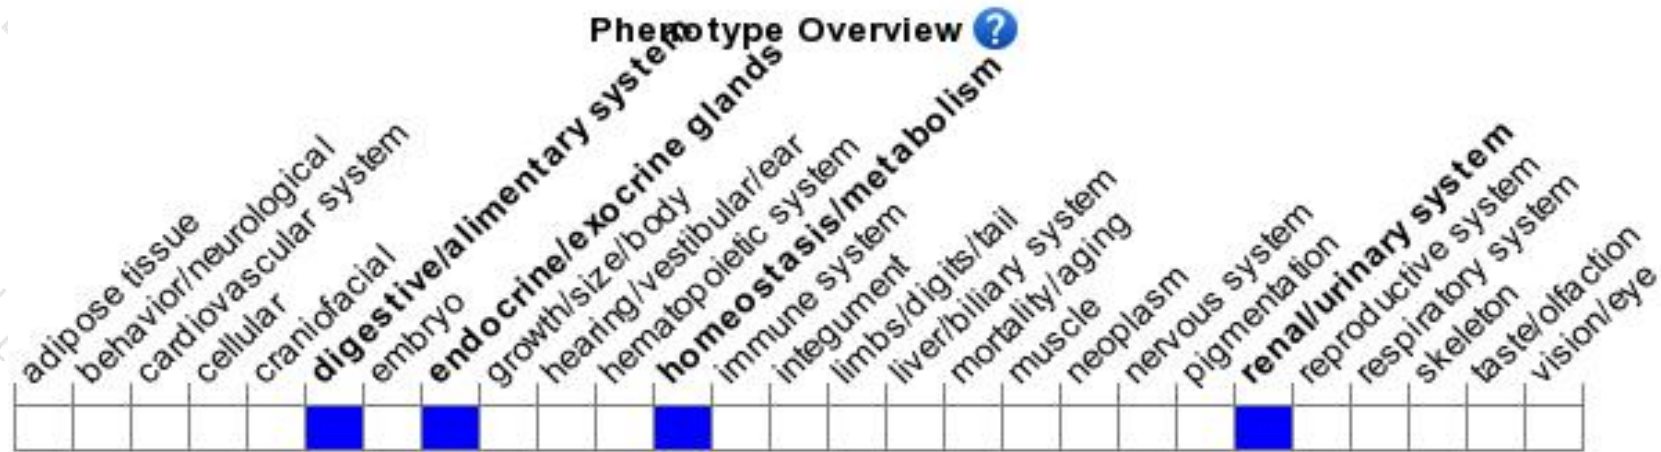 Phenotype Overview ?
adipose tissue
behavior/neurological
cardiovascular system
cellular
craniofacial
digestive/alimentary system
embryo
endocrine/exocrine glands
growth/size/body
hearing/vestibular/ear
hematopoietic system
homeostasis/metabolism
immune system
integument
limbs/digits/tail
liver/biliary system
mortality/aging
muscle
neoplasm
nervous system
pigmentation
renal/urinary system
reproductive system
respiratory system
skeleton
taste/olfaction
vision/eye